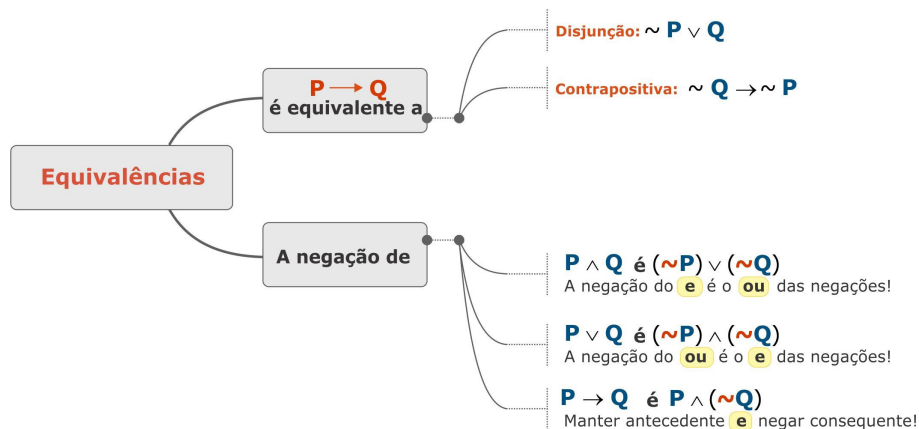 Equivalências
P → Q
é equivalente a
Disjunção: ~ P ∨ Q
Contrapositiva: ~ Q → ~ P
A negação de
P ∧ Q é (~P) ∨ (~Q)
A negação do e é o ou das negações!
P ∨ Q é (~P) ∧ (~Q)
A negação do ou é o e das negações!
P → Q é P ∧ (~Q)
Manter antecedente e negar consequente!